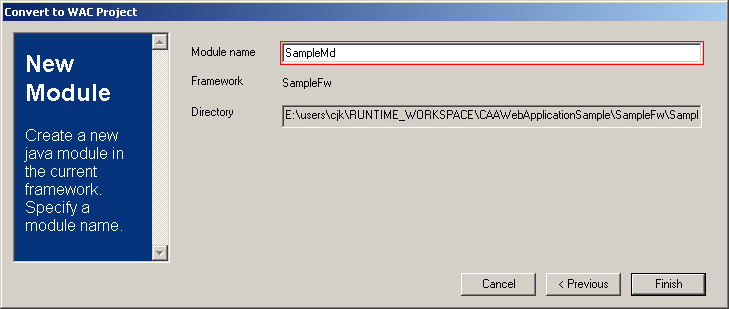 Convert to WAC Project
New
Module
Create a new
java module in
the current
framework.
Specify a
module name.
Module name
SampleMd
Framework
SampleFw
Directory
E:\users\cjk\RUNTIME_WORKSPACE\CAAWebApplicationSample\SampleFw\Sampl
Cancel
< Previous
Finish